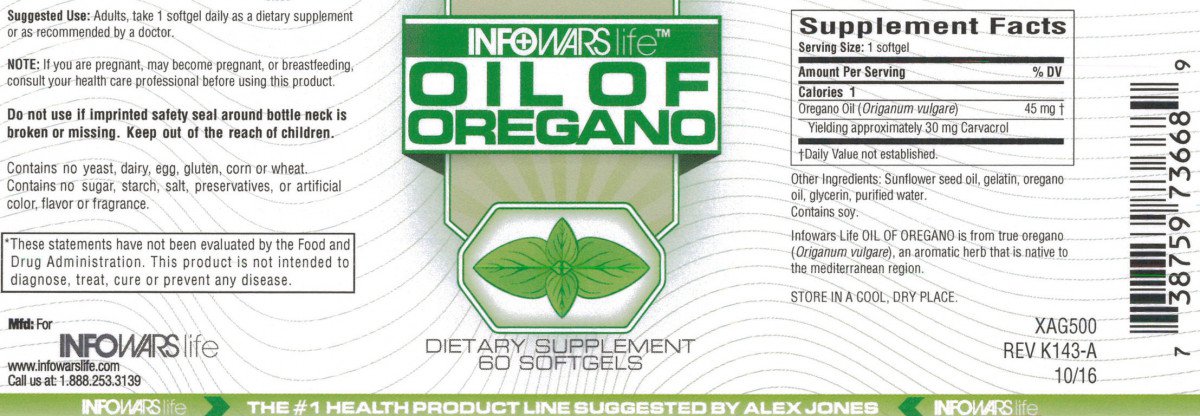 Suggested Use: Adults, take 1 softgel daily as a dietary supplement
or as recommended by a doctor.
NOTE: If you are pregnant, may become pregnant, or breastfeeding,
consult your health care professional before using this product.
Do not use if imprinted safety seal around bottle neck is
broken or missing. Keep out of the reach of children.
Contains no yeast, dairy, egg, gluten, corn or wheat.
Contains no sugar, starch, salt, preservatives, or artificial
color, flavor or fragrance.
*These statements have not been evaluated by the Food and
Drug Administration. This product is not intended to
diagnose, treat, cure or prevent any disease.
Mfd: For
INFOWARS life
www.infowarslife.com
Call us at: 1.888.253.3139
INFOWARS life™
OIL OF
OREGANO
DIETARY SUPPLEMENT
60 SOFTGELS
Supplement Facts
Serving Size: 1 softgel
Amount Per Serving % DV
Calories 1
Oregano Oil (Origanum vulgare) 45 mg †
Yielding approximately 30 mg Carvacrol
†Daily Value not established.
Other Ingredients: Sunflower seed oil, gelatin, oregano
oil, glycerin, purified water.
Contains soy.
Infowars Life OIL OF OREGANO is from true oregano
(Origanum vulgare), an aromatic herb that is native to
the mediterranean region.
STORE IN A COOL, DRY PLACE.
XAG500
REV K143-A
10/16
7 38759 73668 9
INFOWARS life THE #1 HEALTH PRODUCT LINE SUGGESTED BY ALEX JONES INFOWARS life